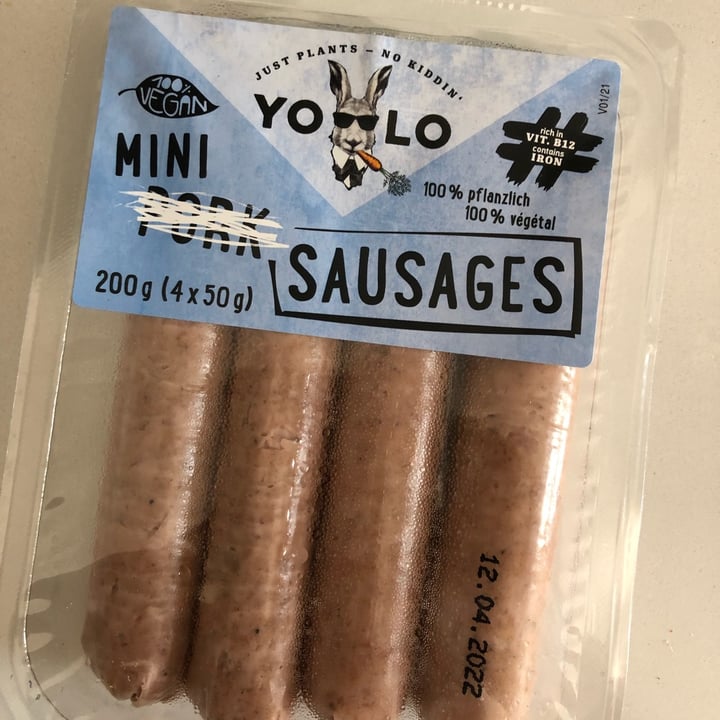 JUST PLANTS – NO KIDDIN'
100% VEGAN
YOLO
V01/21
rich in
VIT. B12
contains
IRON
MINI
PORK
100% pflanzlich
100% végétal
SAUSAGES
200g (4x50g)
12.04.2022